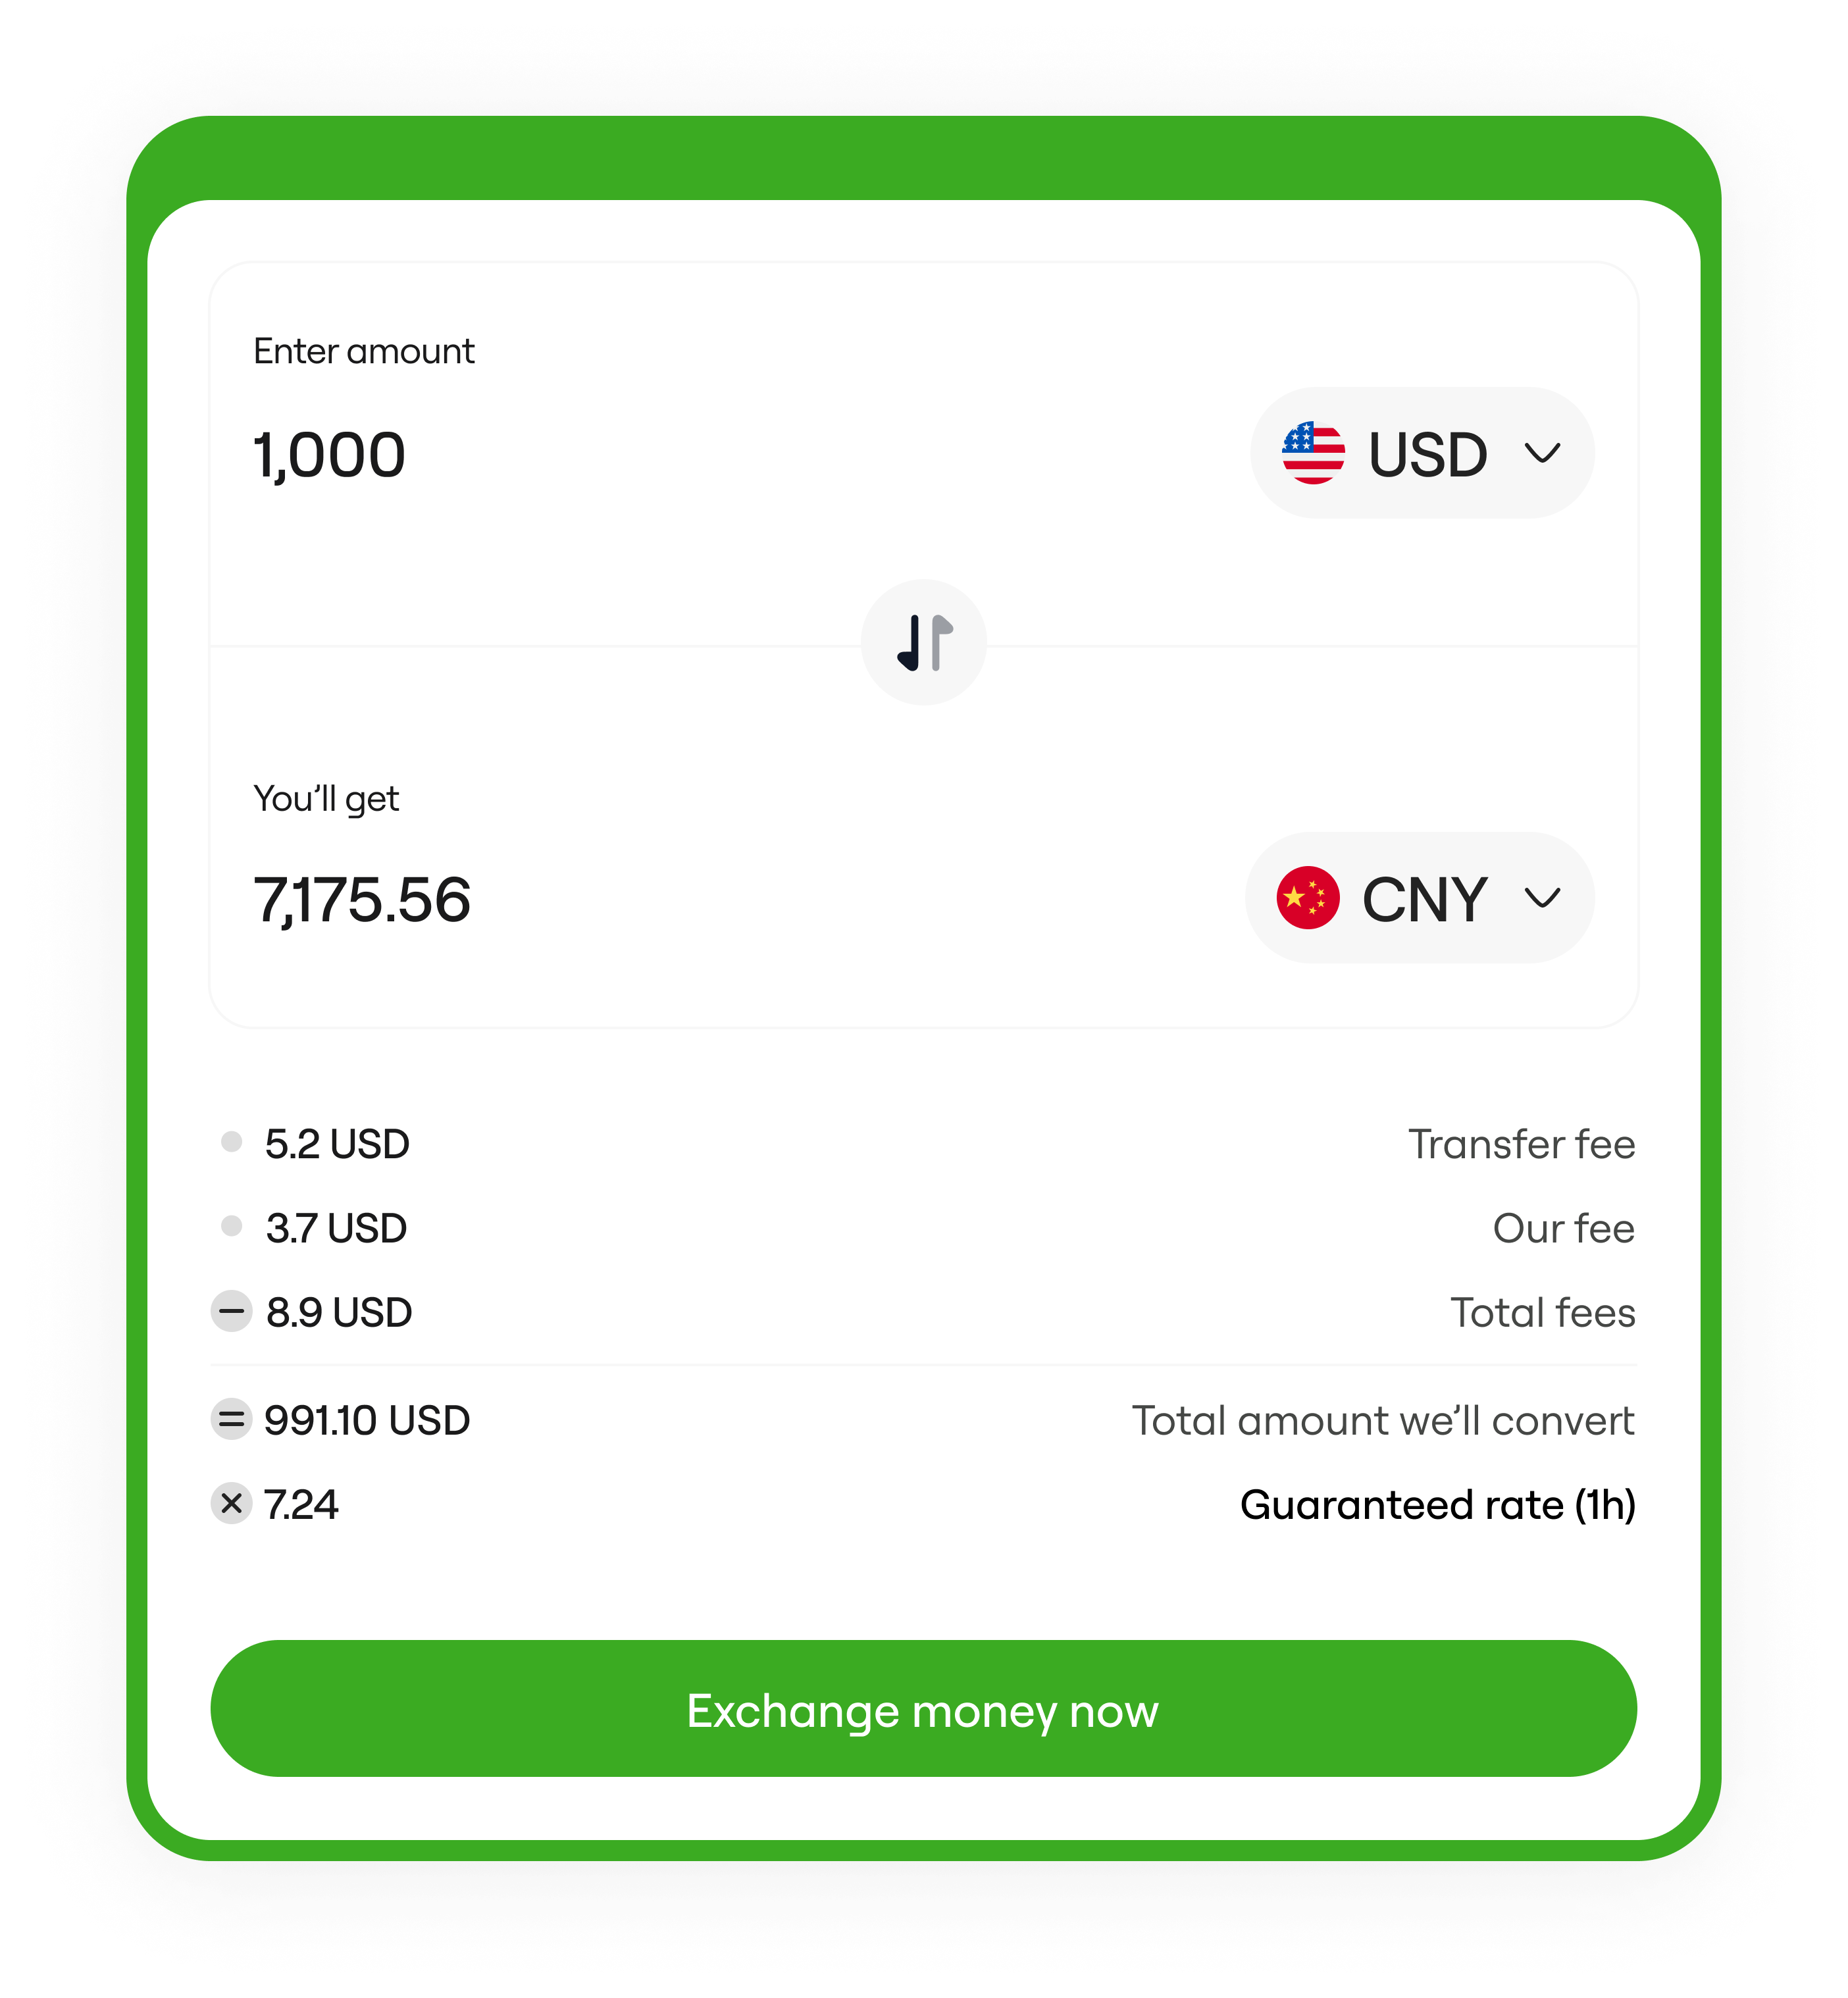 Enter amount
1,000 USD
You’ll get
7,175.56 CNY
5.2 USD Transfer fee
3.7 USD Our fee
8.9 USD Total fees
991.10 USD Total amount we’ll convert
7.24 Guaranteed rate (1h)
Exchange money now